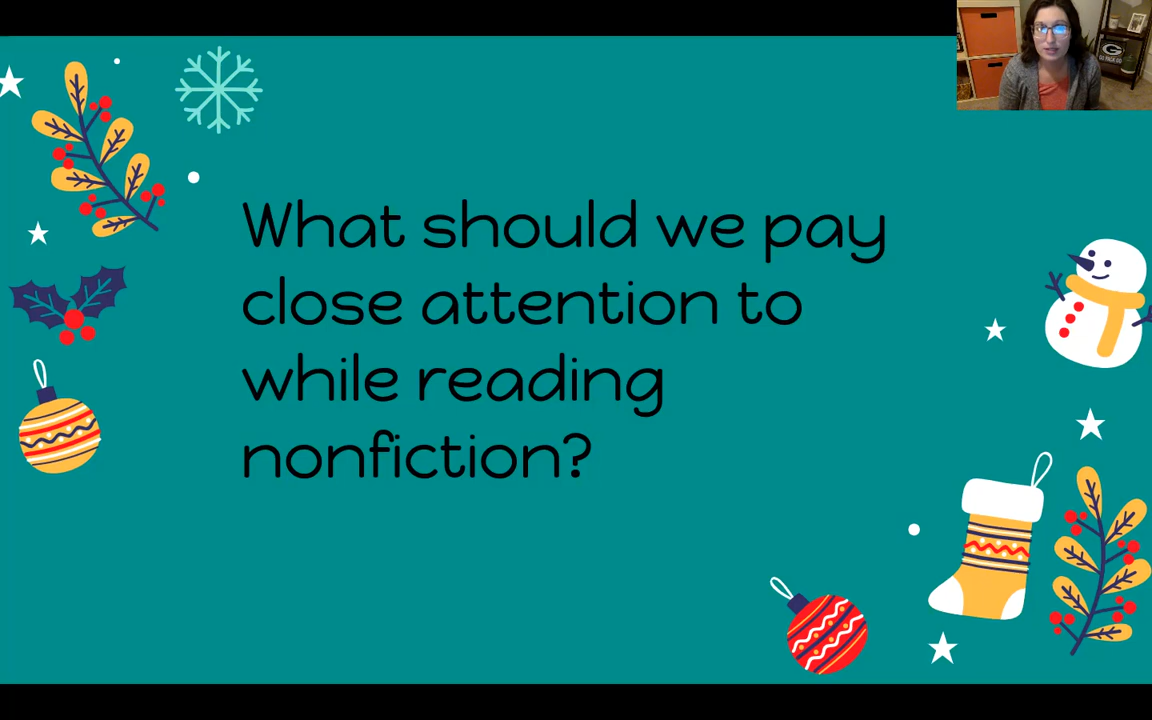 What should we pay
close attention to
while reading
nonfiction?